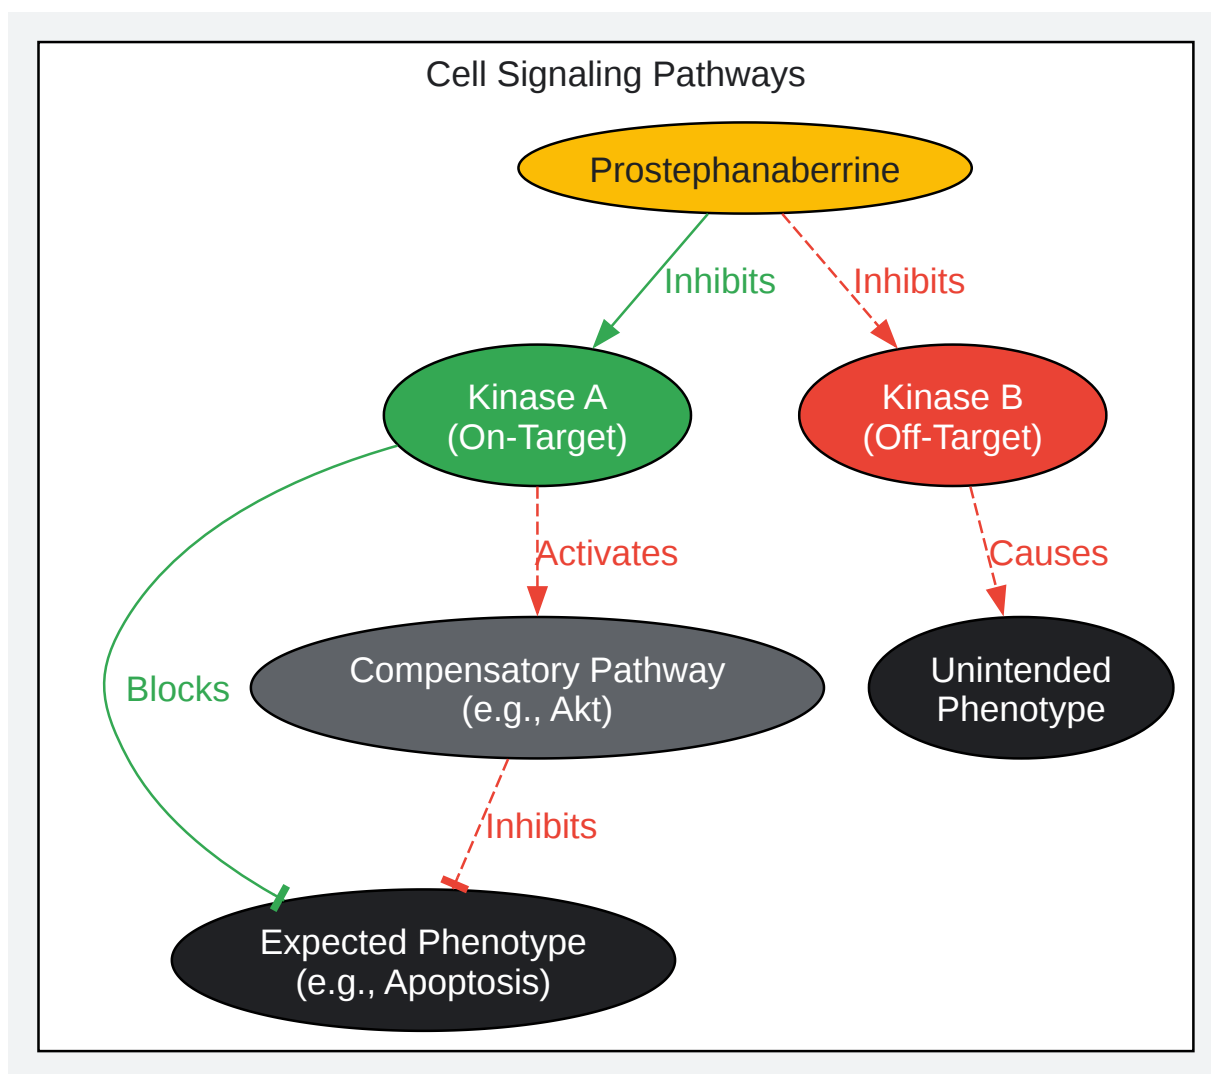 Cell Signaling Pathways
Prostephanaberrine
Inhibits
Inhibits
Kinase A
(On-Target)
Kinase B
(Off-Target)
Activates
Causes
Blocks
Compensatory Pathway
(e.g., Akt)
Unintended
Phenotype
Inhibits
Expected Phenotype
(e.g., Apoptosis)